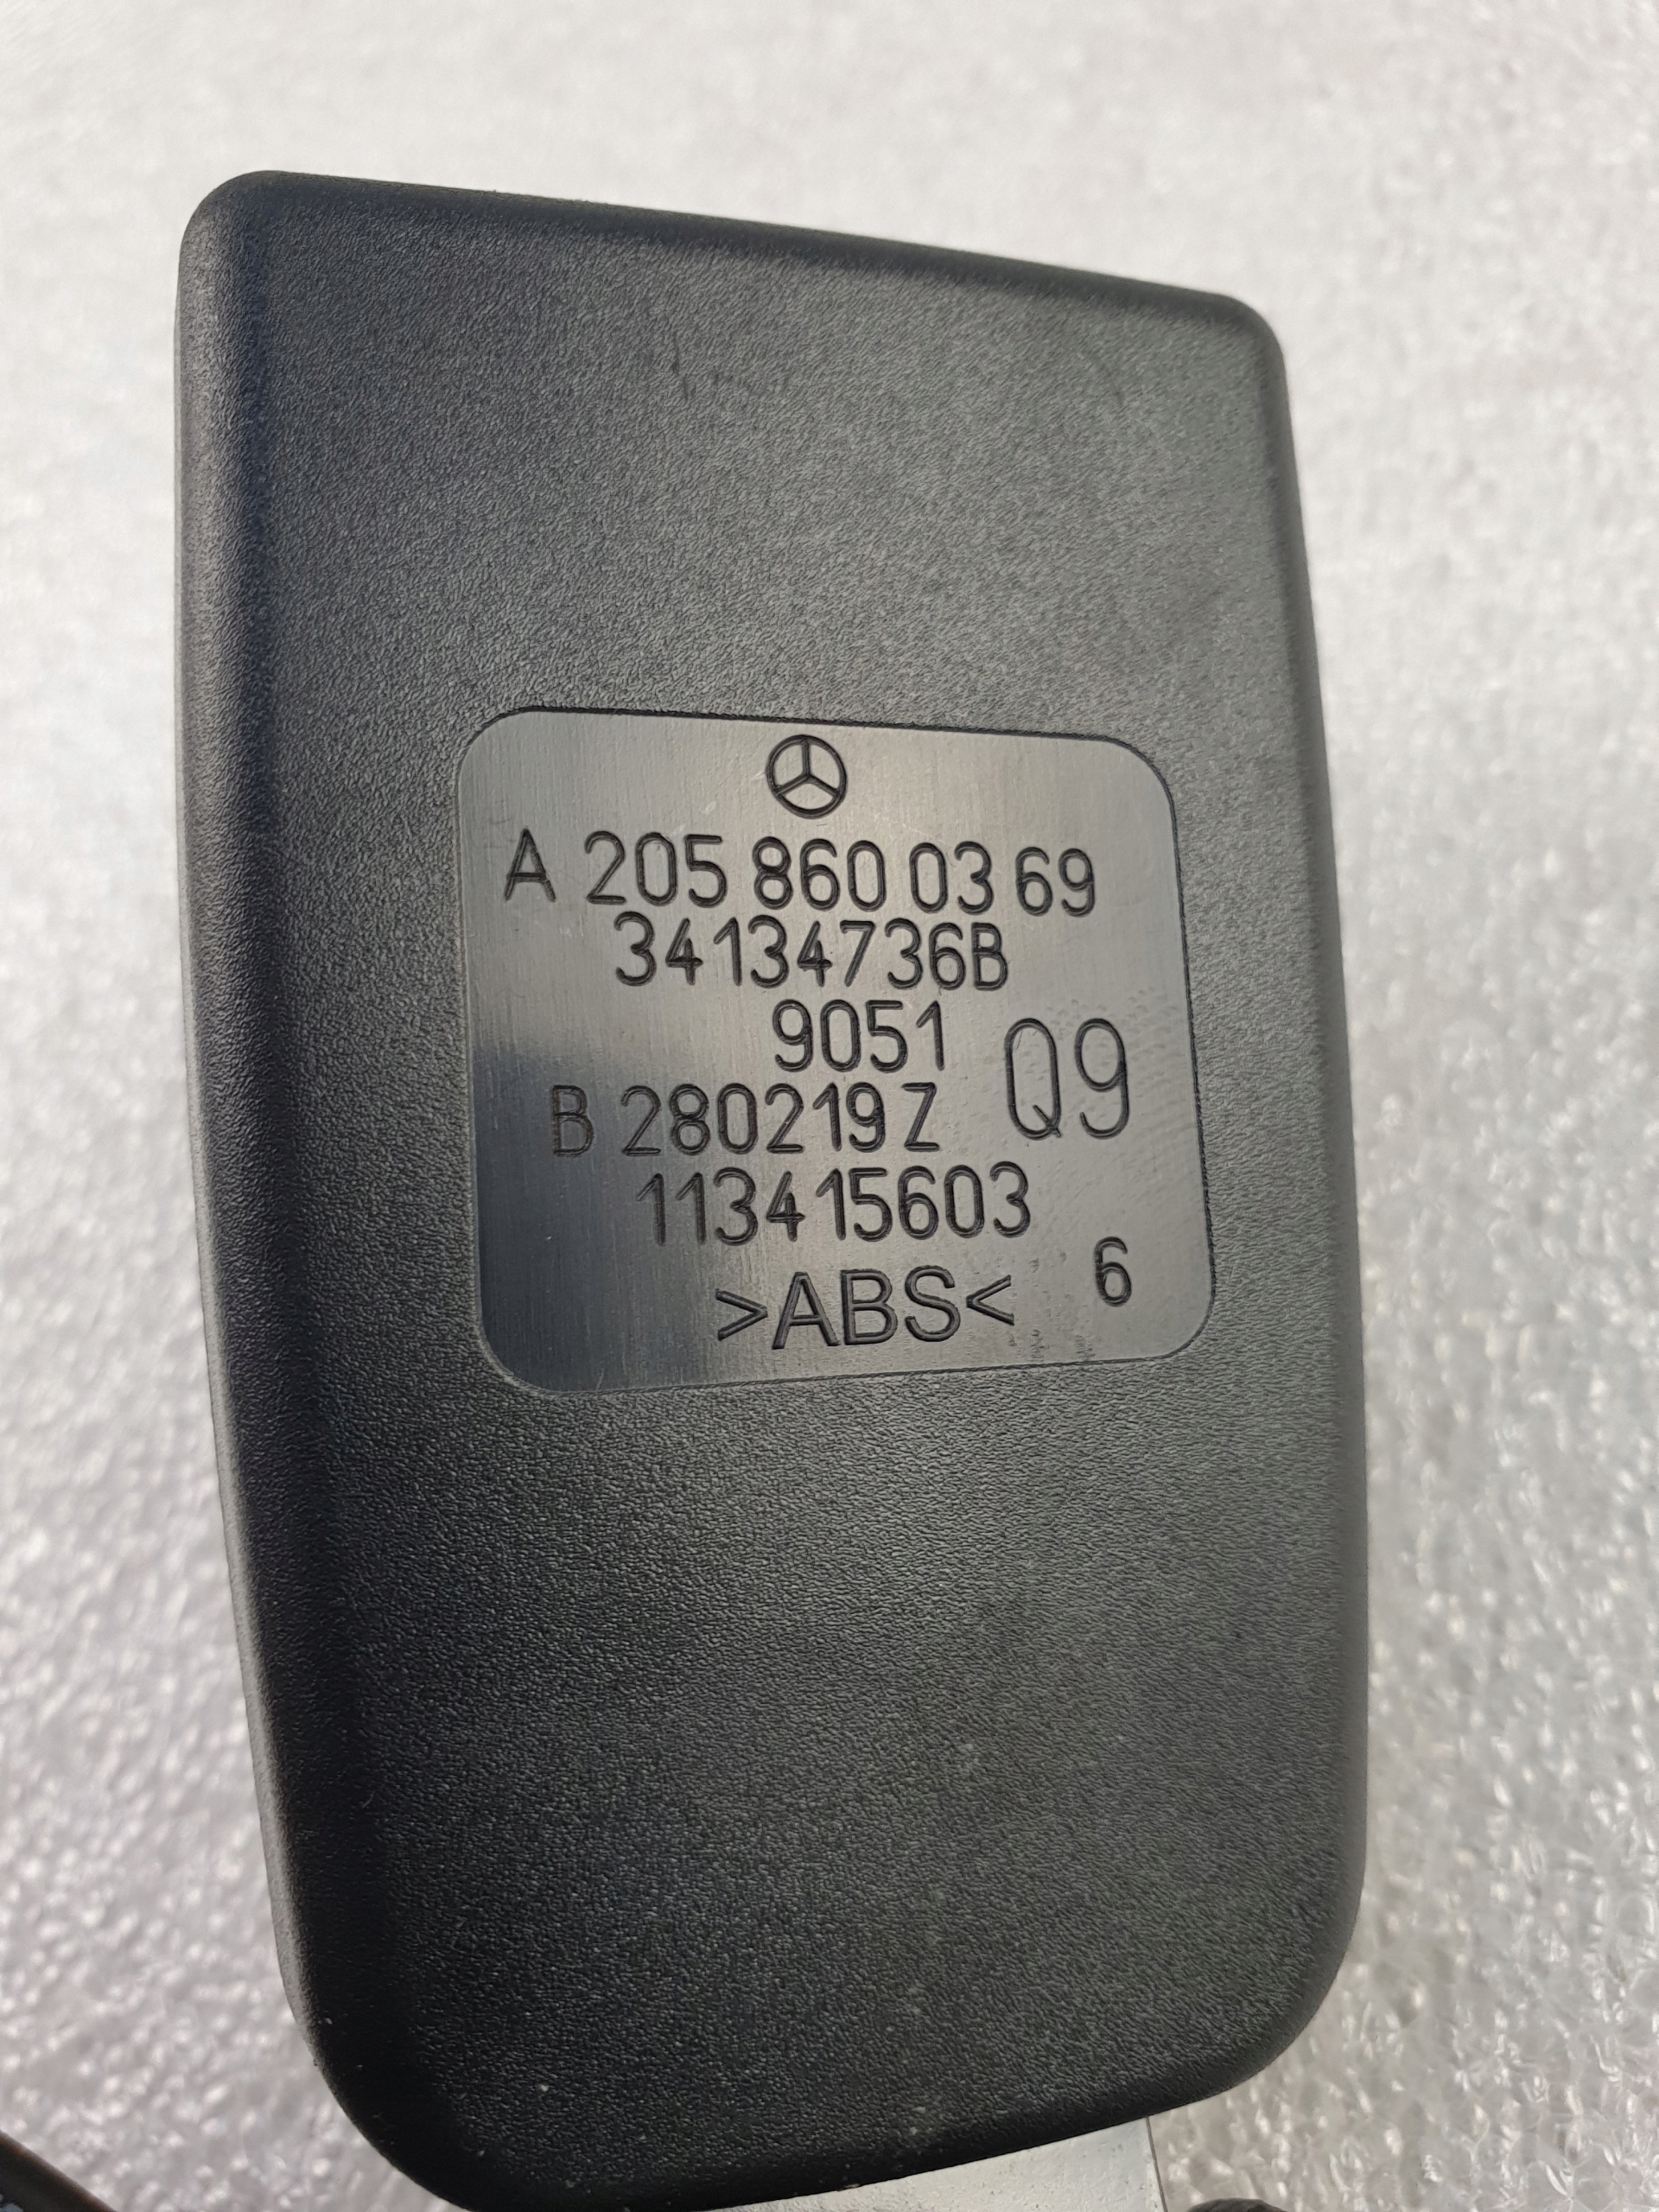 A 205 860 03 69
34134736B
9051
Q9
B 280219 Z
113415603
>ABS<
6